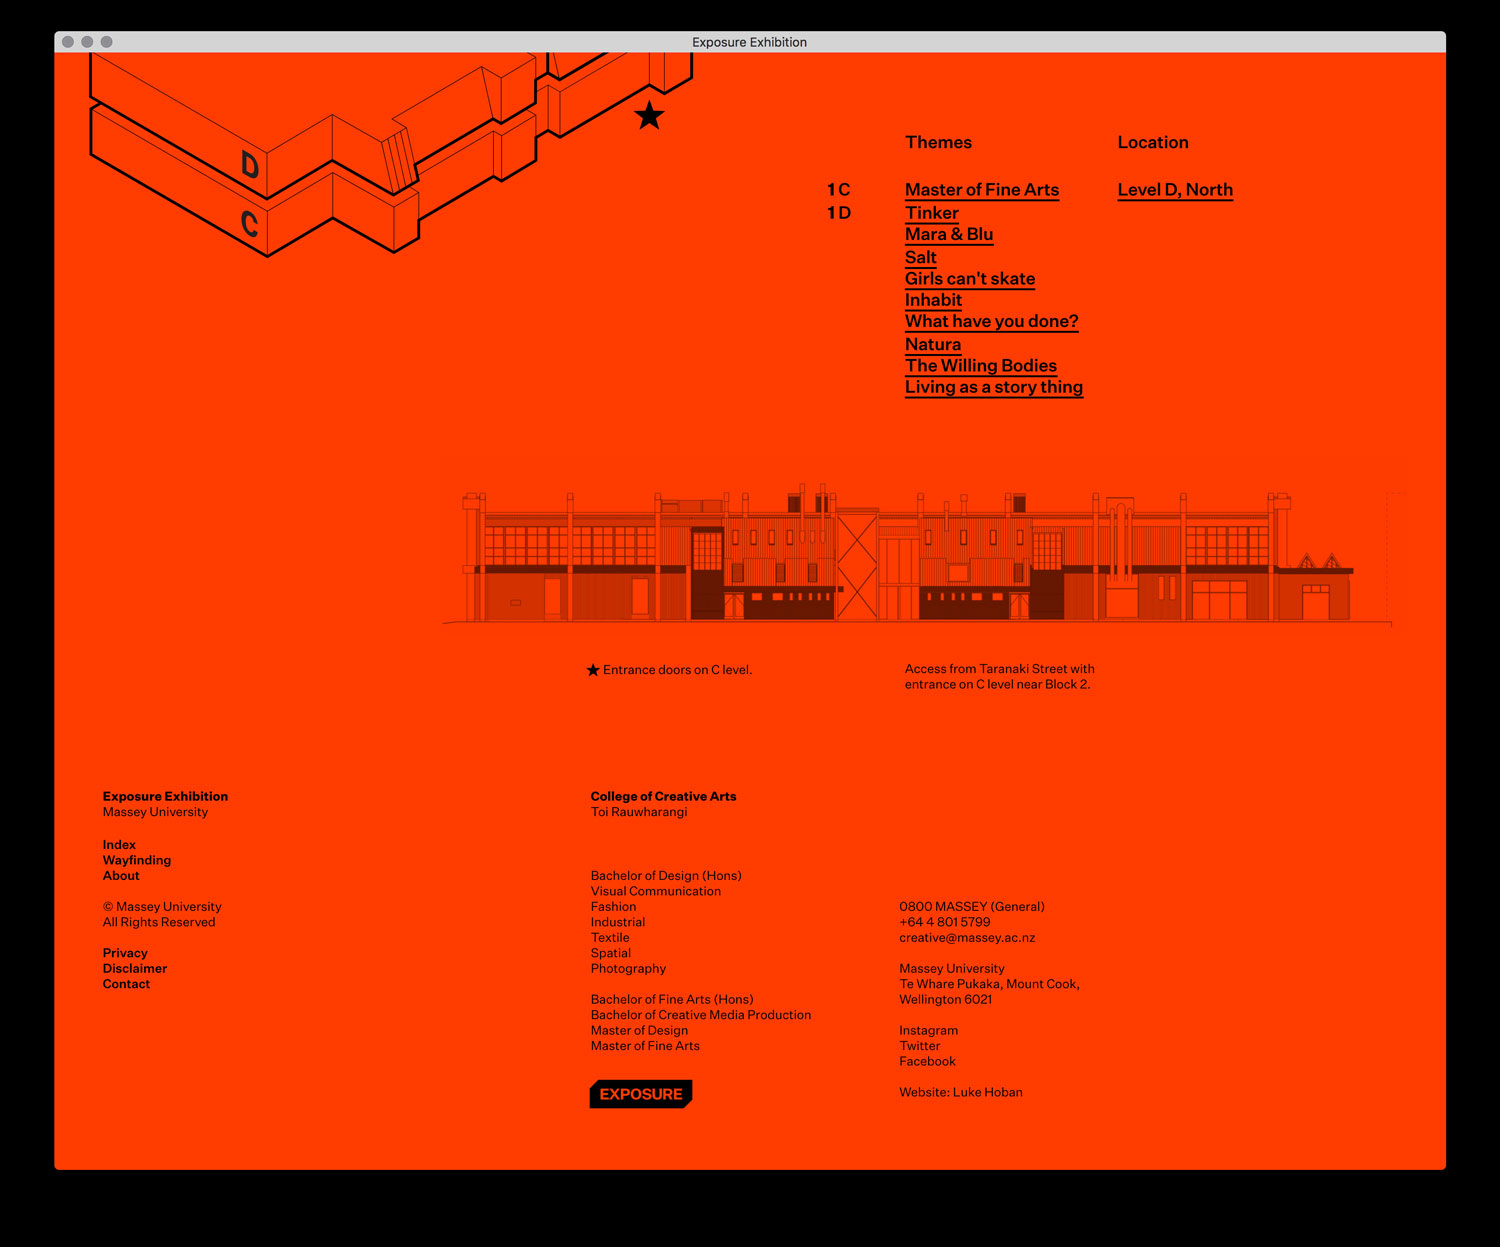 Exposure Exhibition
D
C
Themes
Location
1 C
Master of Fine Arts
Level D, North
1 D
Tinker
Mara & Blu
Salt
Girls can't skate
Inhabit
What have you done?
Natura
The Willing Bodies
Living as a story thing
★ Entrance doors on C level.
Access from Taranaki Street with
entrance on C level near Block 2.
Exposure Exhibition
Massey University
Index
Wayfinding
About
© Massey University
All Rights Reserved
Privacy
Disclaimer
Contact
College of Creative Arts
Toi Rauwharangi
Bachelor of Design (Hons)
Visual Communication
Fashion
Industrial
Textile
Spatial
Photography
Bachelor of Fine Arts (Hons)
Bachelor of Creative Media Production
Master of Design
Master of Fine Arts
EXPOSURE
0800 MASSEY (General)
+64 4 801 5799
creative@massey.ac.nz
Massey University
Te Whare Pukaka, Mount Cook,
Wellington 6021
Instagram
Twitter
Facebook
Website: Luke Hoban